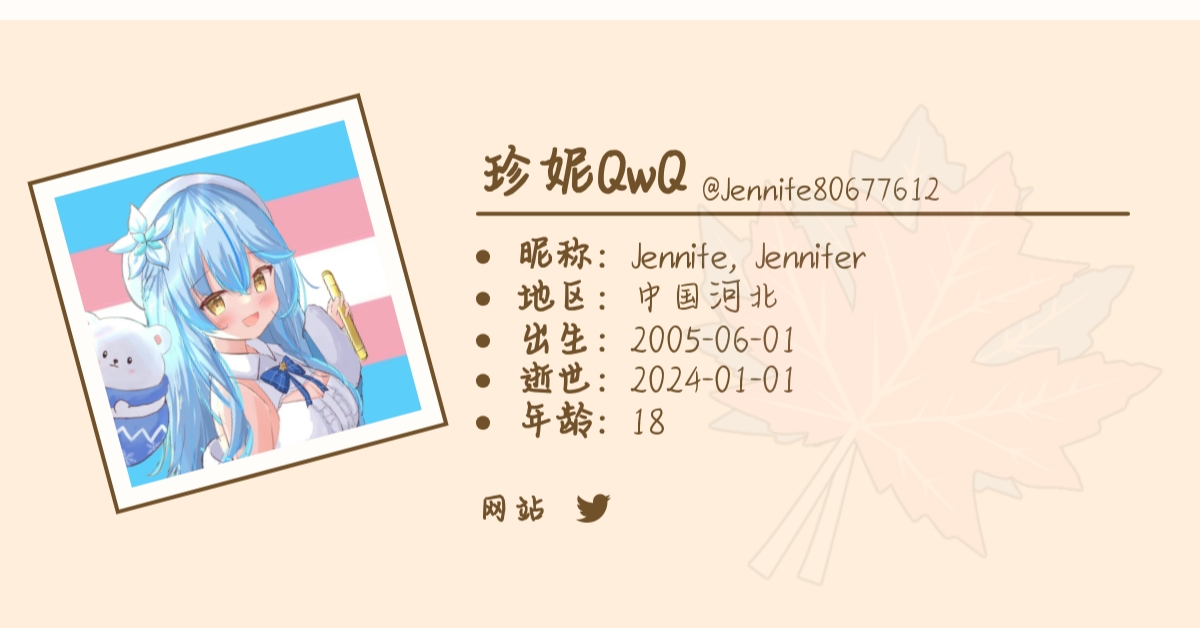 珍妮QwQ @Jennife80677612
昵称： Jennife, Jennifer
地区： 中国河北
出生： 2005-06-01
逝世： 2024-01-01
年龄： 18
网站